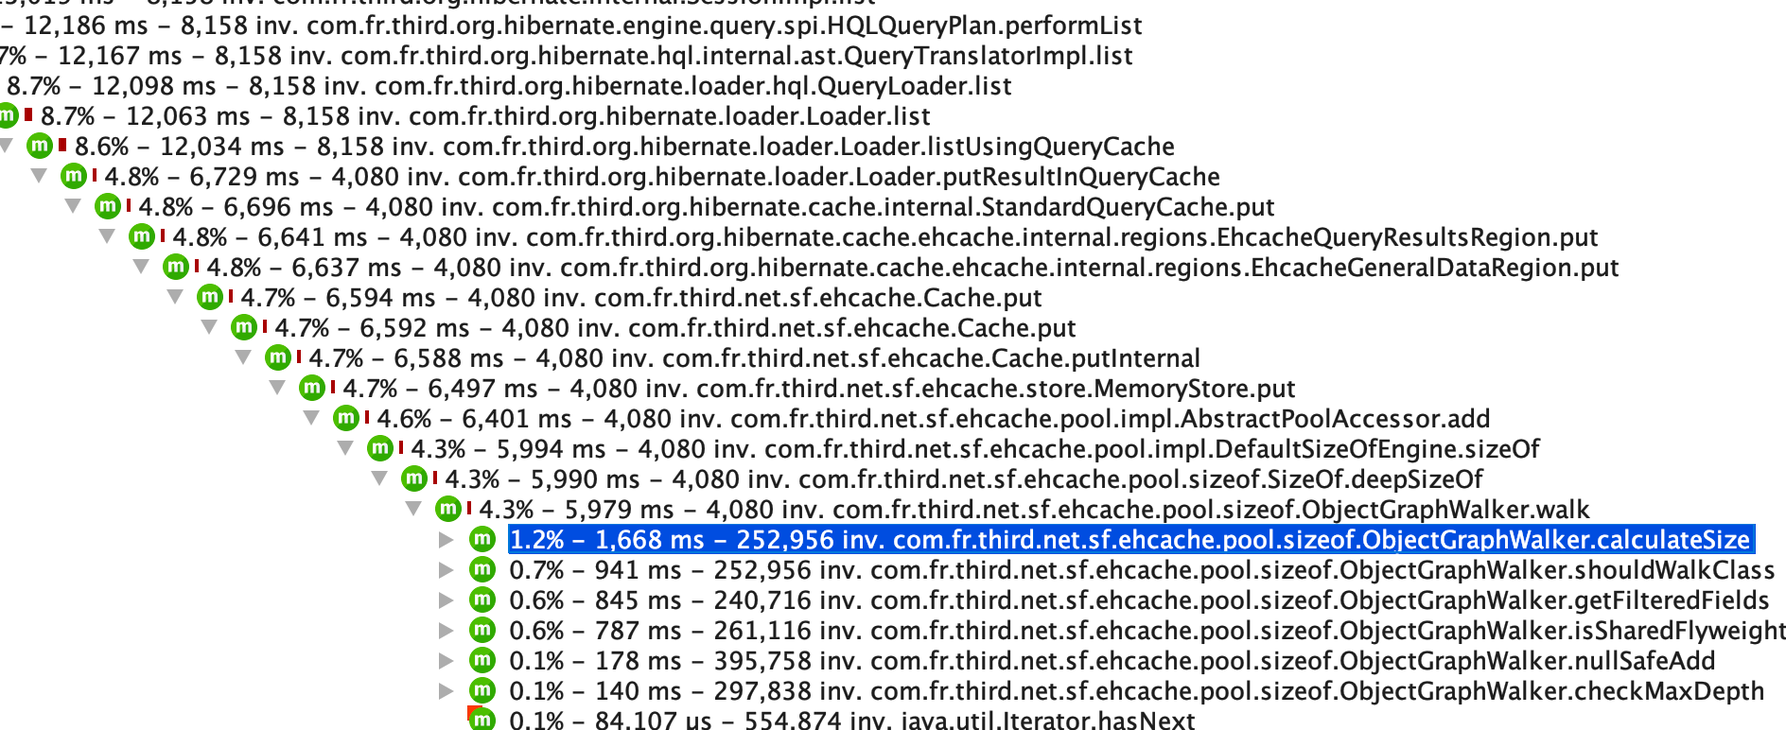 - 12,186 ms - 8,158 inv. com.fr.third.org.hibernate.engine.query.spi.HQLQueryPlan.performList
7% - 12,167 ms - 8,158 inv. com.fr.third.org.hibernate.hql.internal.ast.QueryTranslatorImpl.list
8.7% - 12,098 ms - 8,158 inv. com.fr.third.org.hibernate.loader.hql.QueryLoader.list
m 8.7% - 12,063 ms - 8,158 inv. com.fr.third.org.hibernate.loader.Loader.list
m 8.6% - 12,034 ms - 8,158 inv. com.fr.third.org.hibernate.loader.Loader.listUsingQueryCache
m 4.8% - 6,729 ms - 4,080 inv. com.fr.third.org.hibernate.loader.Loader.putResultInQueryCache
m 4.8% - 6,696 ms - 4,080 inv. com.fr.third.org.hibernate.cache.internal.StandardQueryCache.put
m 4.8% - 6,641 ms - 4,080 inv. com.fr.third.org.hibernate.cache.ehcache.internal.regions.EhcacheQueryResultsRegion.put
m 4.8% - 6,637 ms - 4,080 inv. com.fr.third.org.hibernate.cache.ehcache.internal.regions.EhcacheGeneralDataRegion.put
m 4.7% - 6,594 ms - 4,080 inv. com.fr.third.net.sf.ehcache.Cache.put
m 4.7% - 6,592 ms - 4,080 inv. com.fr.third.net.sf.ehcache.Cache.put
m 4.7% - 6,588 ms - 4,080 inv. com.fr.third.net.sf.ehcache.Cache.putInternal
m 4.7% - 6,497 ms - 4,080 inv. com.fr.third.net.sf.ehcache.store.MemoryStore.put
m 4.6% - 6,401 ms - 4,080 inv. com.fr.third.net.sf.ehcache.pool.impl.AbstractPoolAccessor.add
m 4.3% - 5,994 ms - 4,080 inv. com.fr.third.net.sf.ehcache.pool.impl.DefaultSizeOfEngine.sizeOf
m 4.3% - 5,990 ms - 4,080 inv. com.fr.third.net.sf.ehcache.pool.sizeof.SizeOf.deepSizeOf
m 4.3% - 5,979 ms - 4,080 inv. com.fr.third.net.sf.ehcache.pool.sizeof.ObjectGraphWalker.walk
m 1.2% - 1,668 ms - 252,956 inv. com.fr.third.net.sf.ehcache.pool.sizeof.ObjectGraphWalker.calculateSize
m 0.7% - 941 ms - 252,956 inv. com.fr.third.net.sf.ehcache.pool.sizeof.ObjectGraphWalker.shouldWalkClass
m 0.6% - 845 ms - 240,716 inv. com.fr.third.net.sf.ehcache.pool.sizeof.ObjectGraphWalker.getFilteredFields
m 0.6% - 787 ms - 261,116 inv. com.fr.third.net.sf.ehcache.pool.sizeof.ObjectGraphWalker.isSharedFlyweight
m 0.1% - 178 ms - 395,758 inv. com.fr.third.net.sf.ehcache.pool.sizeof.ObjectGraphWalker.nullSafeAdd
m 0.1% - 140 ms - 297,838 inv. com.fr.third.net.sf.ehcache.pool.sizeof.ObjectGraphWalker.checkMaxDepth
m 0.1% - 84,107 µs - 554,874 inv. java.util.Iterator.hasNext